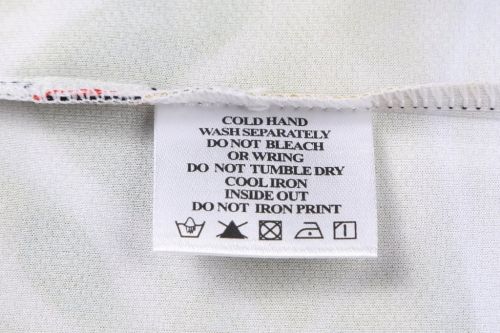 COLD HAND
WASH SEPARATELY
DO NOT BLEACH
OR WRING
DO NOT TUMBLE DRY
COOL IRON
INSIDE OUT
DO NOT IRON PRINT